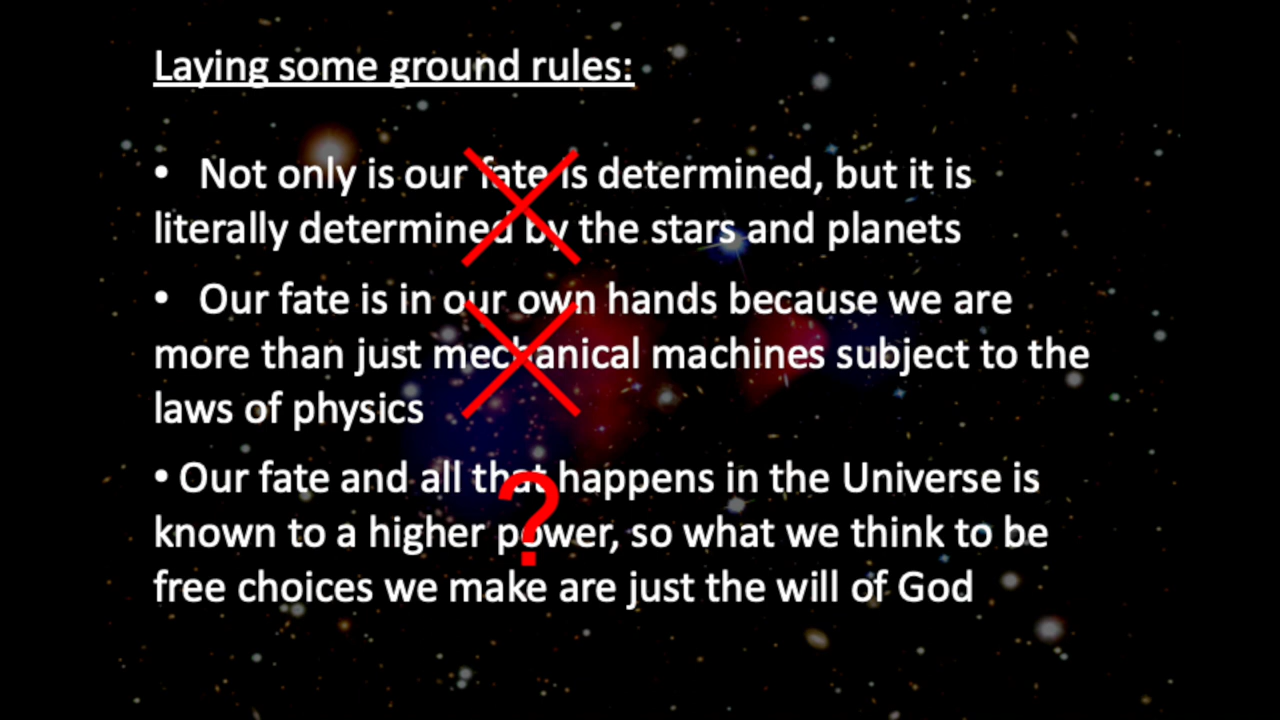 Laying some ground rules:
• Not only is our fate is determined, but it is
literally determined by the stars and planets
• Our fate is in our own hands because we are
more than just mechanical machines subject to the
laws of physics
• Our fate and all that happens in the Universe is
known to a higher power, so what we think to be
free choices we make are just the will of God
?